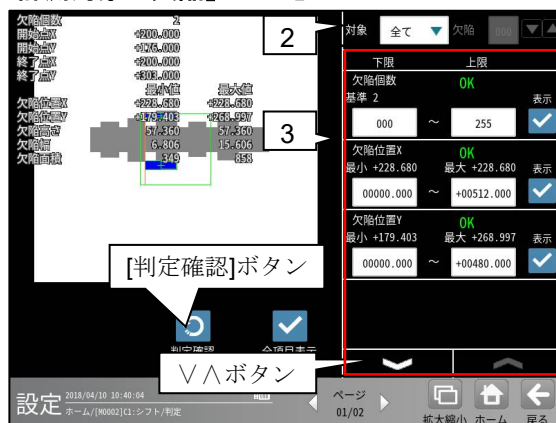 欠陥個数 2
開始点X +200.000
開始点Y +176.000
終了点X +200.000
終了点Y +303.000
最小値 最大値
欠陥位置X +228.680 +228.680
欠陥位置Y +179.403 +268.997
欠陥高さ 57.360 57.360
欠陥幅 6.806 15.606
欠陥面積 349 858
[判定確認]ボタン
判定確認 全項目表示
∨∧ボタン
2
3
対象 全て 欠陥 000
下限 上限
欠陥個数 OK
基準 2 表示
000 ～ 255
欠陥位置X OK
最小 +228.680 最大 +228.680 表示
00000.000 ～ +00512.000
欠陥位置Y OK
最小 +179.403 最大 +268.997 表示
00000.000 ～ +00480.000
設定 2018/04/10 10:40:04
ホーム/[M0002]C1:シフト/判定
ページ
01/02
拡大縮小 ホーム 戻る